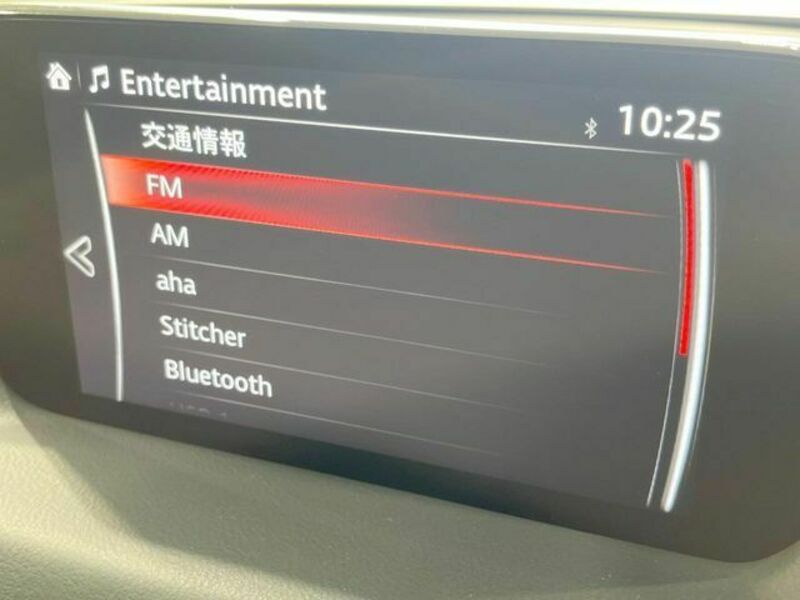 Entertainment
10:25
交通情報
FM
AM
aha
Stitcher
Bluetooth